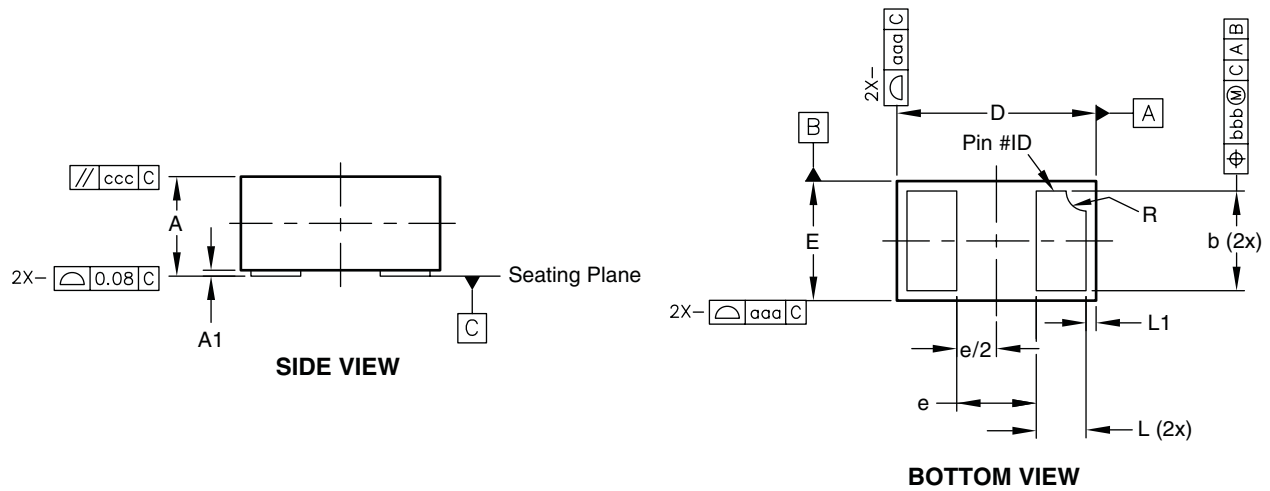 // ccc C
A
2X– ⌓ 0.08 C
A1
Seating Plane
C
SIDE VIEW
2X– ⌓ aaa C
D
A
B
Pin #ID
⌖ bbb Ⓜ C A B
E
R
b (2x)
2X– ⌓ aaa C
L1
e/2
e
L (2x)
BOTTOM VIEW